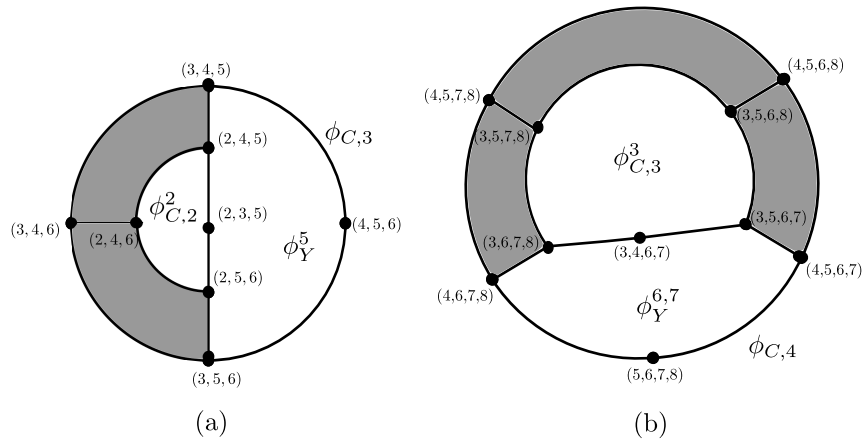 (3, 4, 5)
ϕ_{C,3}
(2, 4, 5)
ϕ^2_{C,2}
(3, 4, 6)
(2, 4, 6)
(2, 3, 5)
ϕ^5_Y
(4, 5, 6)
(2, 5, 6)
(3, 5, 6)
(a)
(4,5,6,8)
(4,5,7,8)
(3,5,7,8)
(3,5,6,8)
ϕ^3_{C,3}
(3,5,6,7)
(3,6,7,8)
(3,4,6,7)
(4,5,6,7)
(4,6,7,8)
ϕ^{6,7}_Y
ϕ_{C,4}
(5,6,7,8)
(b)